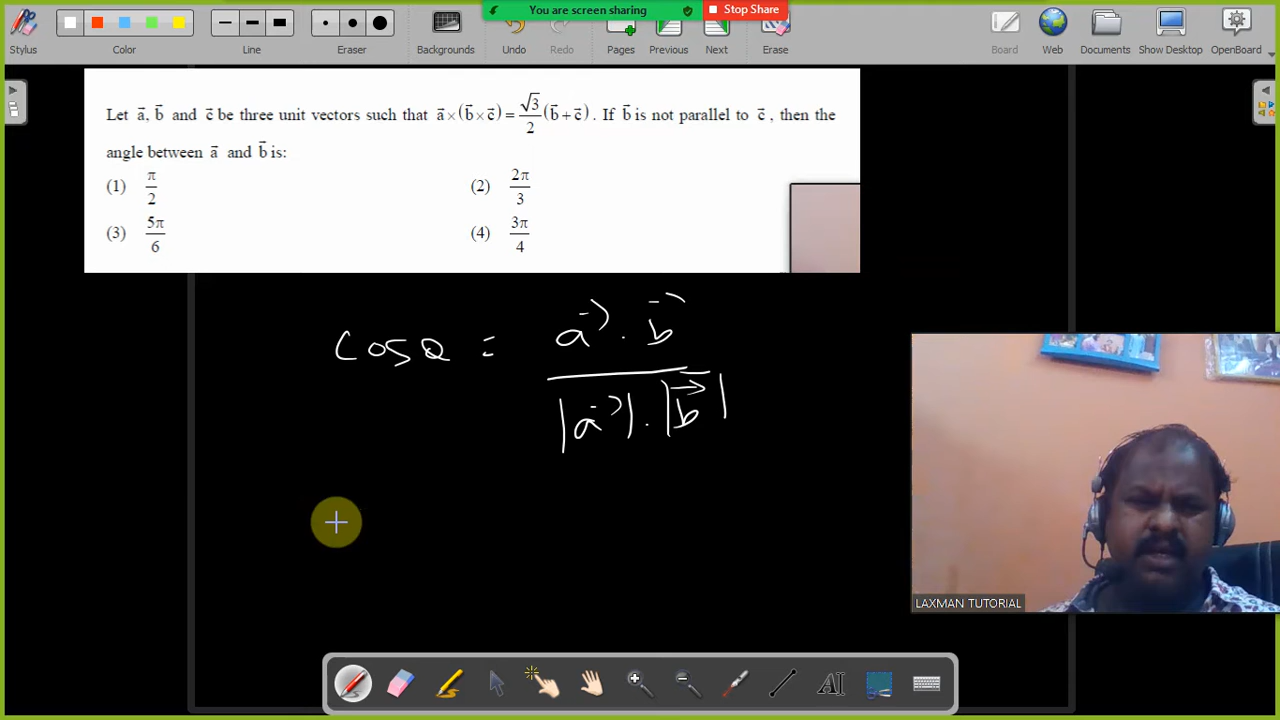 You are screen sharing Stop Share
Stylus Color Line Eraser Backgrounds Undo Redo Pages Previous Next Erase Board Web Documents Show Desktop OpenBoard
Let a⃗, b⃗ and c⃗ be three unit vectors such that a⃗×(b⃗×c⃗)=√3/2(b⃗+c⃗). If b⃗ is not parallel to c⃗, then the
angle between a⃗ and b⃗ is:
(1) π/2 (2) 2π/3
(3) 5π/6 (4) 3π/4
cosθ = a⃗ . b⃗
|a⃗| . |b⃗|
LAXMAN TUTORIAL
AI